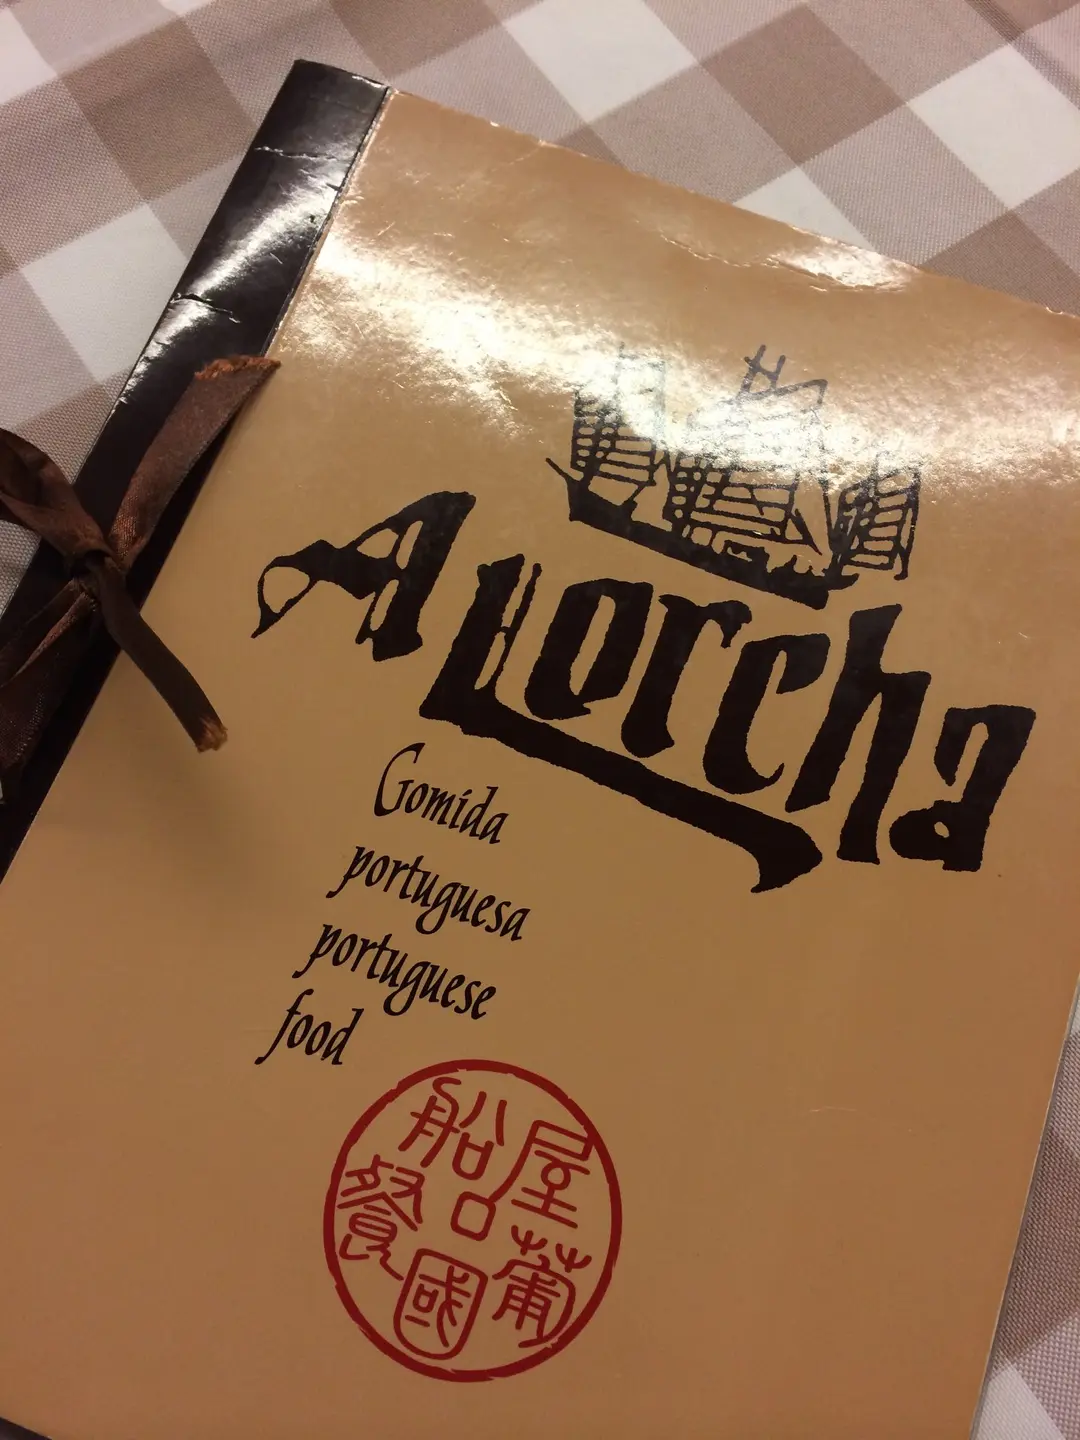 A Lorcha
Comida
portuguesa
portuguese
food
船屋葡國餐